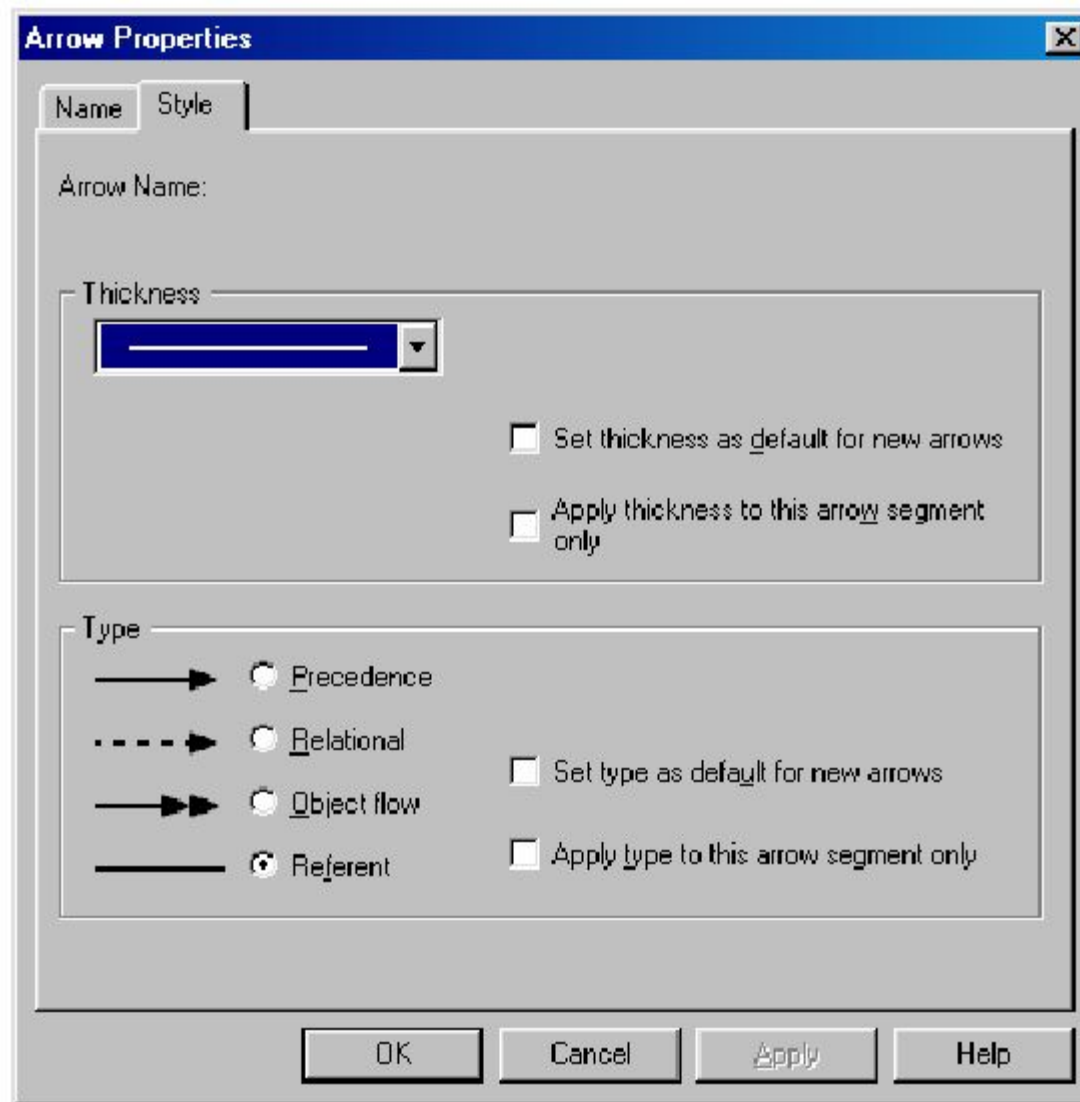 Arrow Properties
Name
Style
Arrow Name:
Thickness
Set thickness as default for new arrows
Apply thickness to this arrow segment
only
Type
Precedence
Relational
Object flow
Referent
Set type as default for new arrows
Apply type to this arrow segment only
OK
Cancel
Apply
Help